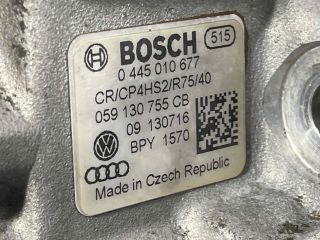 BOSCH 515
0 445 010 677
CR/CP4HS2/R75/40
059 130 755 CB
09 130716
BPY 1570
Made in Czech Republic